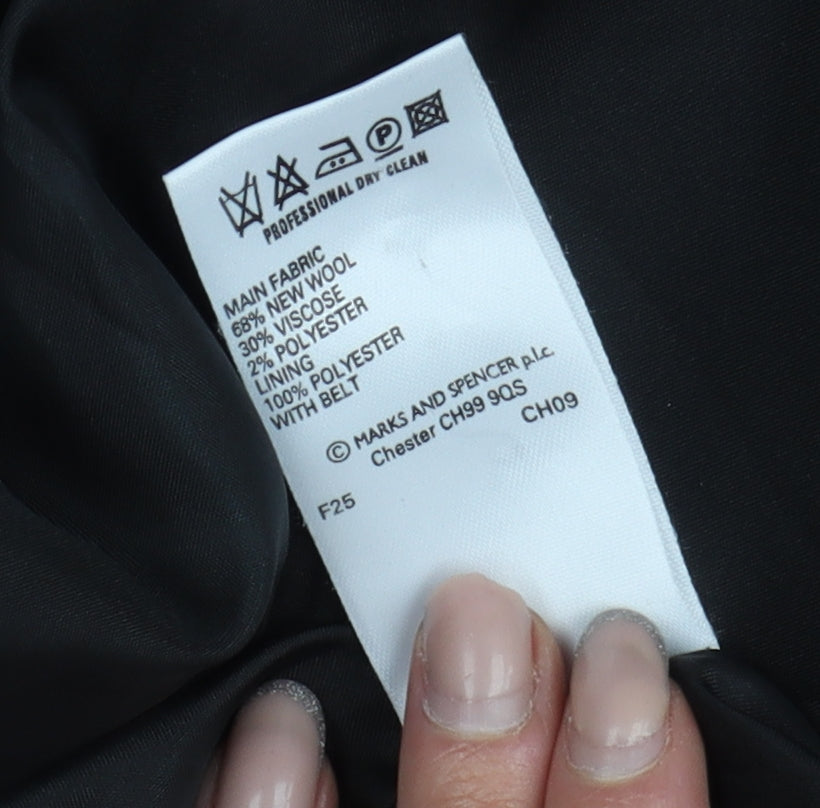 P
PROFESSIONAL DRY CLEAN
MAIN FABRIC
68% NEW WOOL
30% VISCOSE
2% POLYESTER
LINING
100% POLYESTER
WITH BELT
© MARKS AND SPENCER p.l.c.
Chester CH99 9QS
CH09
F25